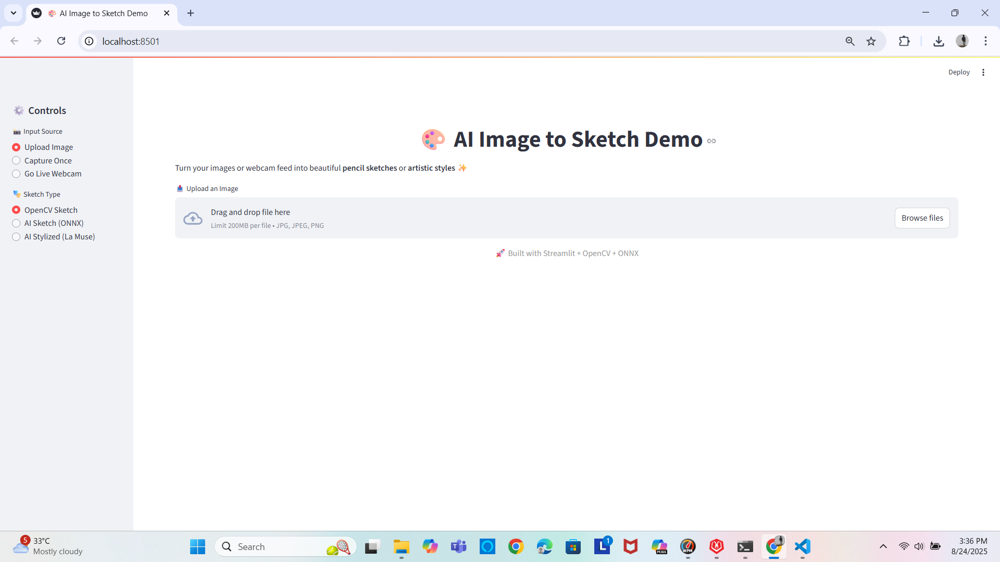 AI Image to Sketch Demo
localhost:8501
Deploy
Controls
Input Source
Upload Image
Capture Once
Go Live Webcam
Sketch Type
OpenCV Sketch
AI Sketch (ONNX)
AI Stylized (La Muse)
AI Image to Sketch Demo
Turn your images or webcam feed into beautiful pencil sketches or artistic styles
Upload an Image
Drag and drop file here
Limit 200MB per file • JPG, JPEG, PNG
Browse files
Built with Streamlit + OpenCV + ONNX
5
33°C
Mostly cloudy
Search
L
1
M365
WPM
3:36 PM
8/24/2025